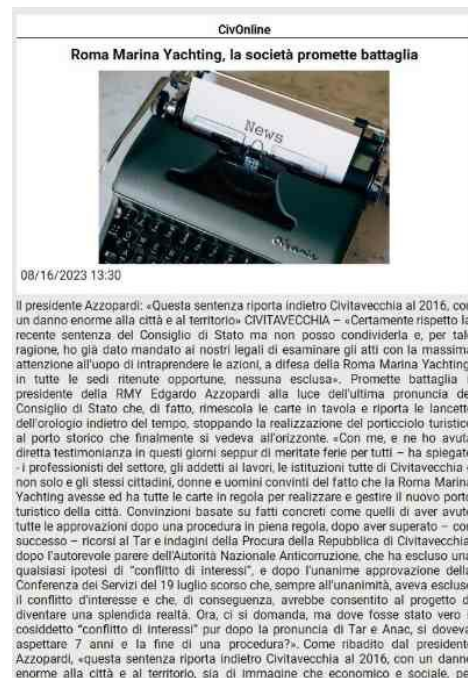 CivOnline
Roma Marina Yachting, la società promette battaglia
News
08/16/2023 13:30
Il presidente Azzopardi: «Questa sentenza riporta indietro Civitavecchia al 2016, con
un danno enorme alla città e al territorio» CIVITAVECCHIA – «Certamente rispetto la
recente sentenza del Consiglio di Stato ma non posso condividerla e, per tale
ragione, ho già dato mandato ai nostri legali di esaminare gli atti con la massima
attenzione all'uopo di intraprendere le azioni, a difesa della Roma Marina Yachting,
in tutte le sedi ritenute opportune, nessuna esclusa». Promette battaglia
presidente della RMY Edgardo Azzopardi alla luce dell'ultima pronuncia del
Consiglio di Stato che, di fatto, rimescola le carte in tavola e riporta le lancette
dell'orologio indietro del tempo, stoppando la realizzazione del porticciolo turistico
al porto storico che finalmente si vedeva all'orizzonte. «Con me, e ne ho avuto
diretta testimonianza in questi giorni seppur di meritate ferie per tutti – ha spiegato
- i professionisti del settore, gli addetti ai lavori, le istituzioni tutte di Civitavecchia e
non solo e gli stessi cittadini, donne e uomini convinti del fatto che la Roma Marina
Yachting avesse ed ha tutte le carte in regola per realizzare e gestire il nuovo porto
turistico della città. Convinzioni basate su fatti concreti come quelli di aver avuto
tutte le approvazioni dopo una procedura in piena regola, dopo aver superato – con
successo – ricorsi al Tar e indagini della Procura della Repubblica di Civitavecchia,
dopo l'autorevole parere dell'Autorità Nazionale Anticorruzione, che ha escluso una
qualsiasi ipotesi di "conflitto di interessi", e dopo l'unanime approvazione della
Conferenza dei Servizi del 19 luglio scorso che, sempre all'unanimità, aveva escluso
il conflitto d'interesse e che, di conseguenza, avrebbe consentito al progetto di
diventare una splendida realtà. Ora, ci si domanda, ma dove fosse stato vero il
cosiddetto "conflitto di interessi" pur dopo la pronuncia di Tar e Anac, si doveva
aspettare 7 anni e la fine di una procedura?». Come ribadito dal presidente
Azzopardi, «questa sentenza riporta indietro Civitavecchia al 2016, con un danno
enorme alla città e al territorio, sia di immagine che economico e sociale, per